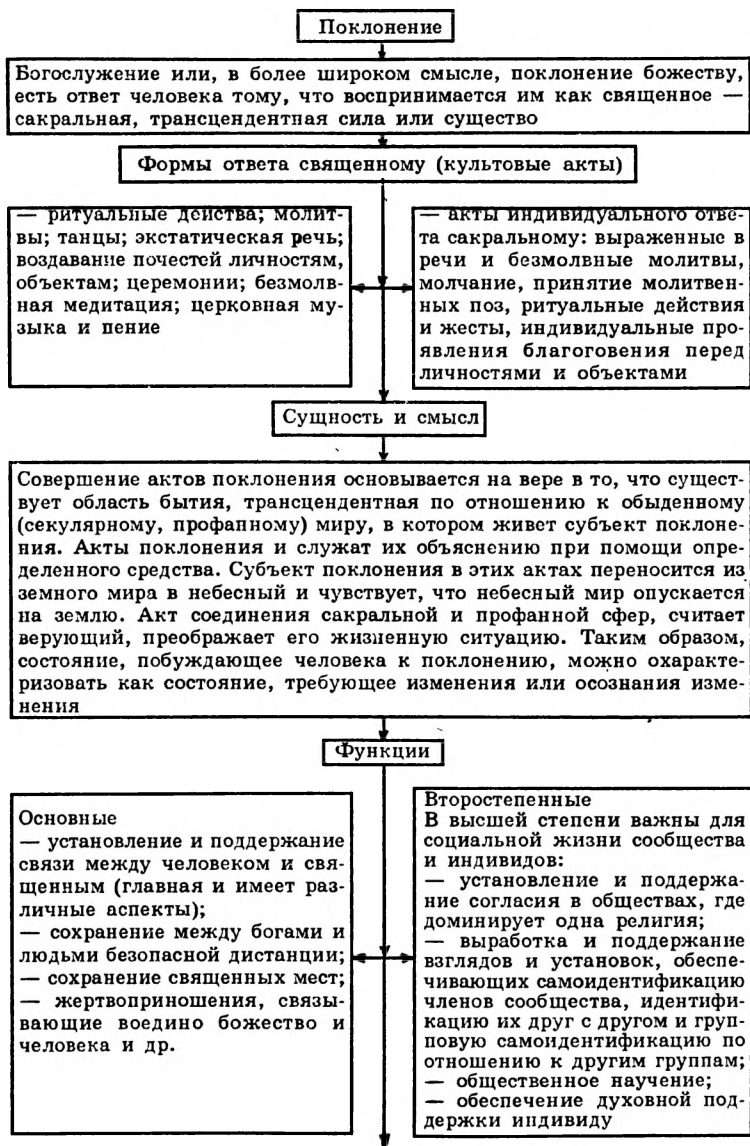 Поклонение
Богослужение или, в более широком смысле, поклонение божеству,
есть ответ человека тому, что воспринимается им как священное —
сакральная, трансцендентная сила или существо
Формы ответа священному (культовые акты)
— ритуальные действа; молит-
вы; танцы; экстатическая речь;
воздавание почестей личностям,
объектам; церемонии; безмолв-
ная медитация; церковная му-
зыка и пение
— акты индивидуального отве-
та сакральному: выраженные в
речи и безмолвные молитвы,
молчание, принятие молитвен-
ных поз, ритуальные действия
и жесты, индивидуальные про-
явления благоговения перед
личностями и объектами
Сущность и смысл
Совершение актов поклонения основывается на вере в то, что сущест-
вует область бытия, трансцендентная по отношению к обыденному
(секулярному, профанному) миру, в котором живет субъект поклоне-
ния. Акты поклонения и служат их объяснению при помощи опре-
деленного средства. Субъект поклонения в этих актах переносится из
земного мира в небесный и чувствует, что небесный мир опускается
на землю. Акт соединения сакральной и профанной сфер, считает
верующий, преображает его жизненную ситуацию. Таким образом,
состояние, побуждающее человека к поклонению, можно охаракте-
ризовать как состояние, требующее изменения или осознания изме-
нения
Функции
Основные
— установление и поддержание
связи между человеком и свя-
щенным (главная и имеет раз-
личные аспекты);
— сохранение между богами и
людьми безопасной дистанции;
— сохранение священных мест;
— жертвоприношения, связы-
вающие воедино божество и
человека и др.
Второстепенные
В высшей степени важны для
социальной жизни сообщества
и индивидов:
— установление и поддержа-
ние согласия в обществах, где
доминирует одна религия;
— выработка и поддержание
взглядов и установок, обеспе-
чивающих самоидентификацию
членов сообщества, идентифи-
кацию их друг с другом и груп-
повую самоидентификацию по
отношению к другим группам;
— общественное научение;
— обеспечение духовной под-
держки индивиду